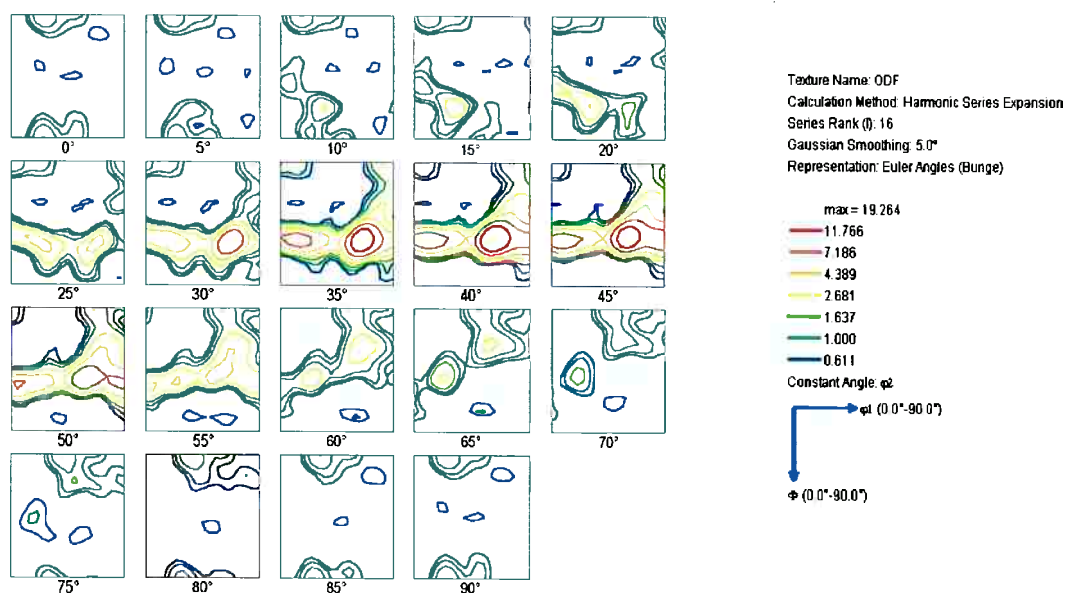 0°
5°
10°
15°
20°
25°
30°
35°
40°
45°
50°
55°
60°
65°
70°
75°
80°
85°
90°
Texture Name: ODF
Calculation Method: Harmonic Series Expansion
Series Rank (l): 16
Gaussian Smoothing: 5.0°
Representation: Euler Angles (Bunge)
max = 19.264
11.766
7.186
4.389
2.681
1.637
1.000
0.611
Constant Angle: φ2
φ1 (0.0°-90.0°)
Φ (0.0°-90.0°)